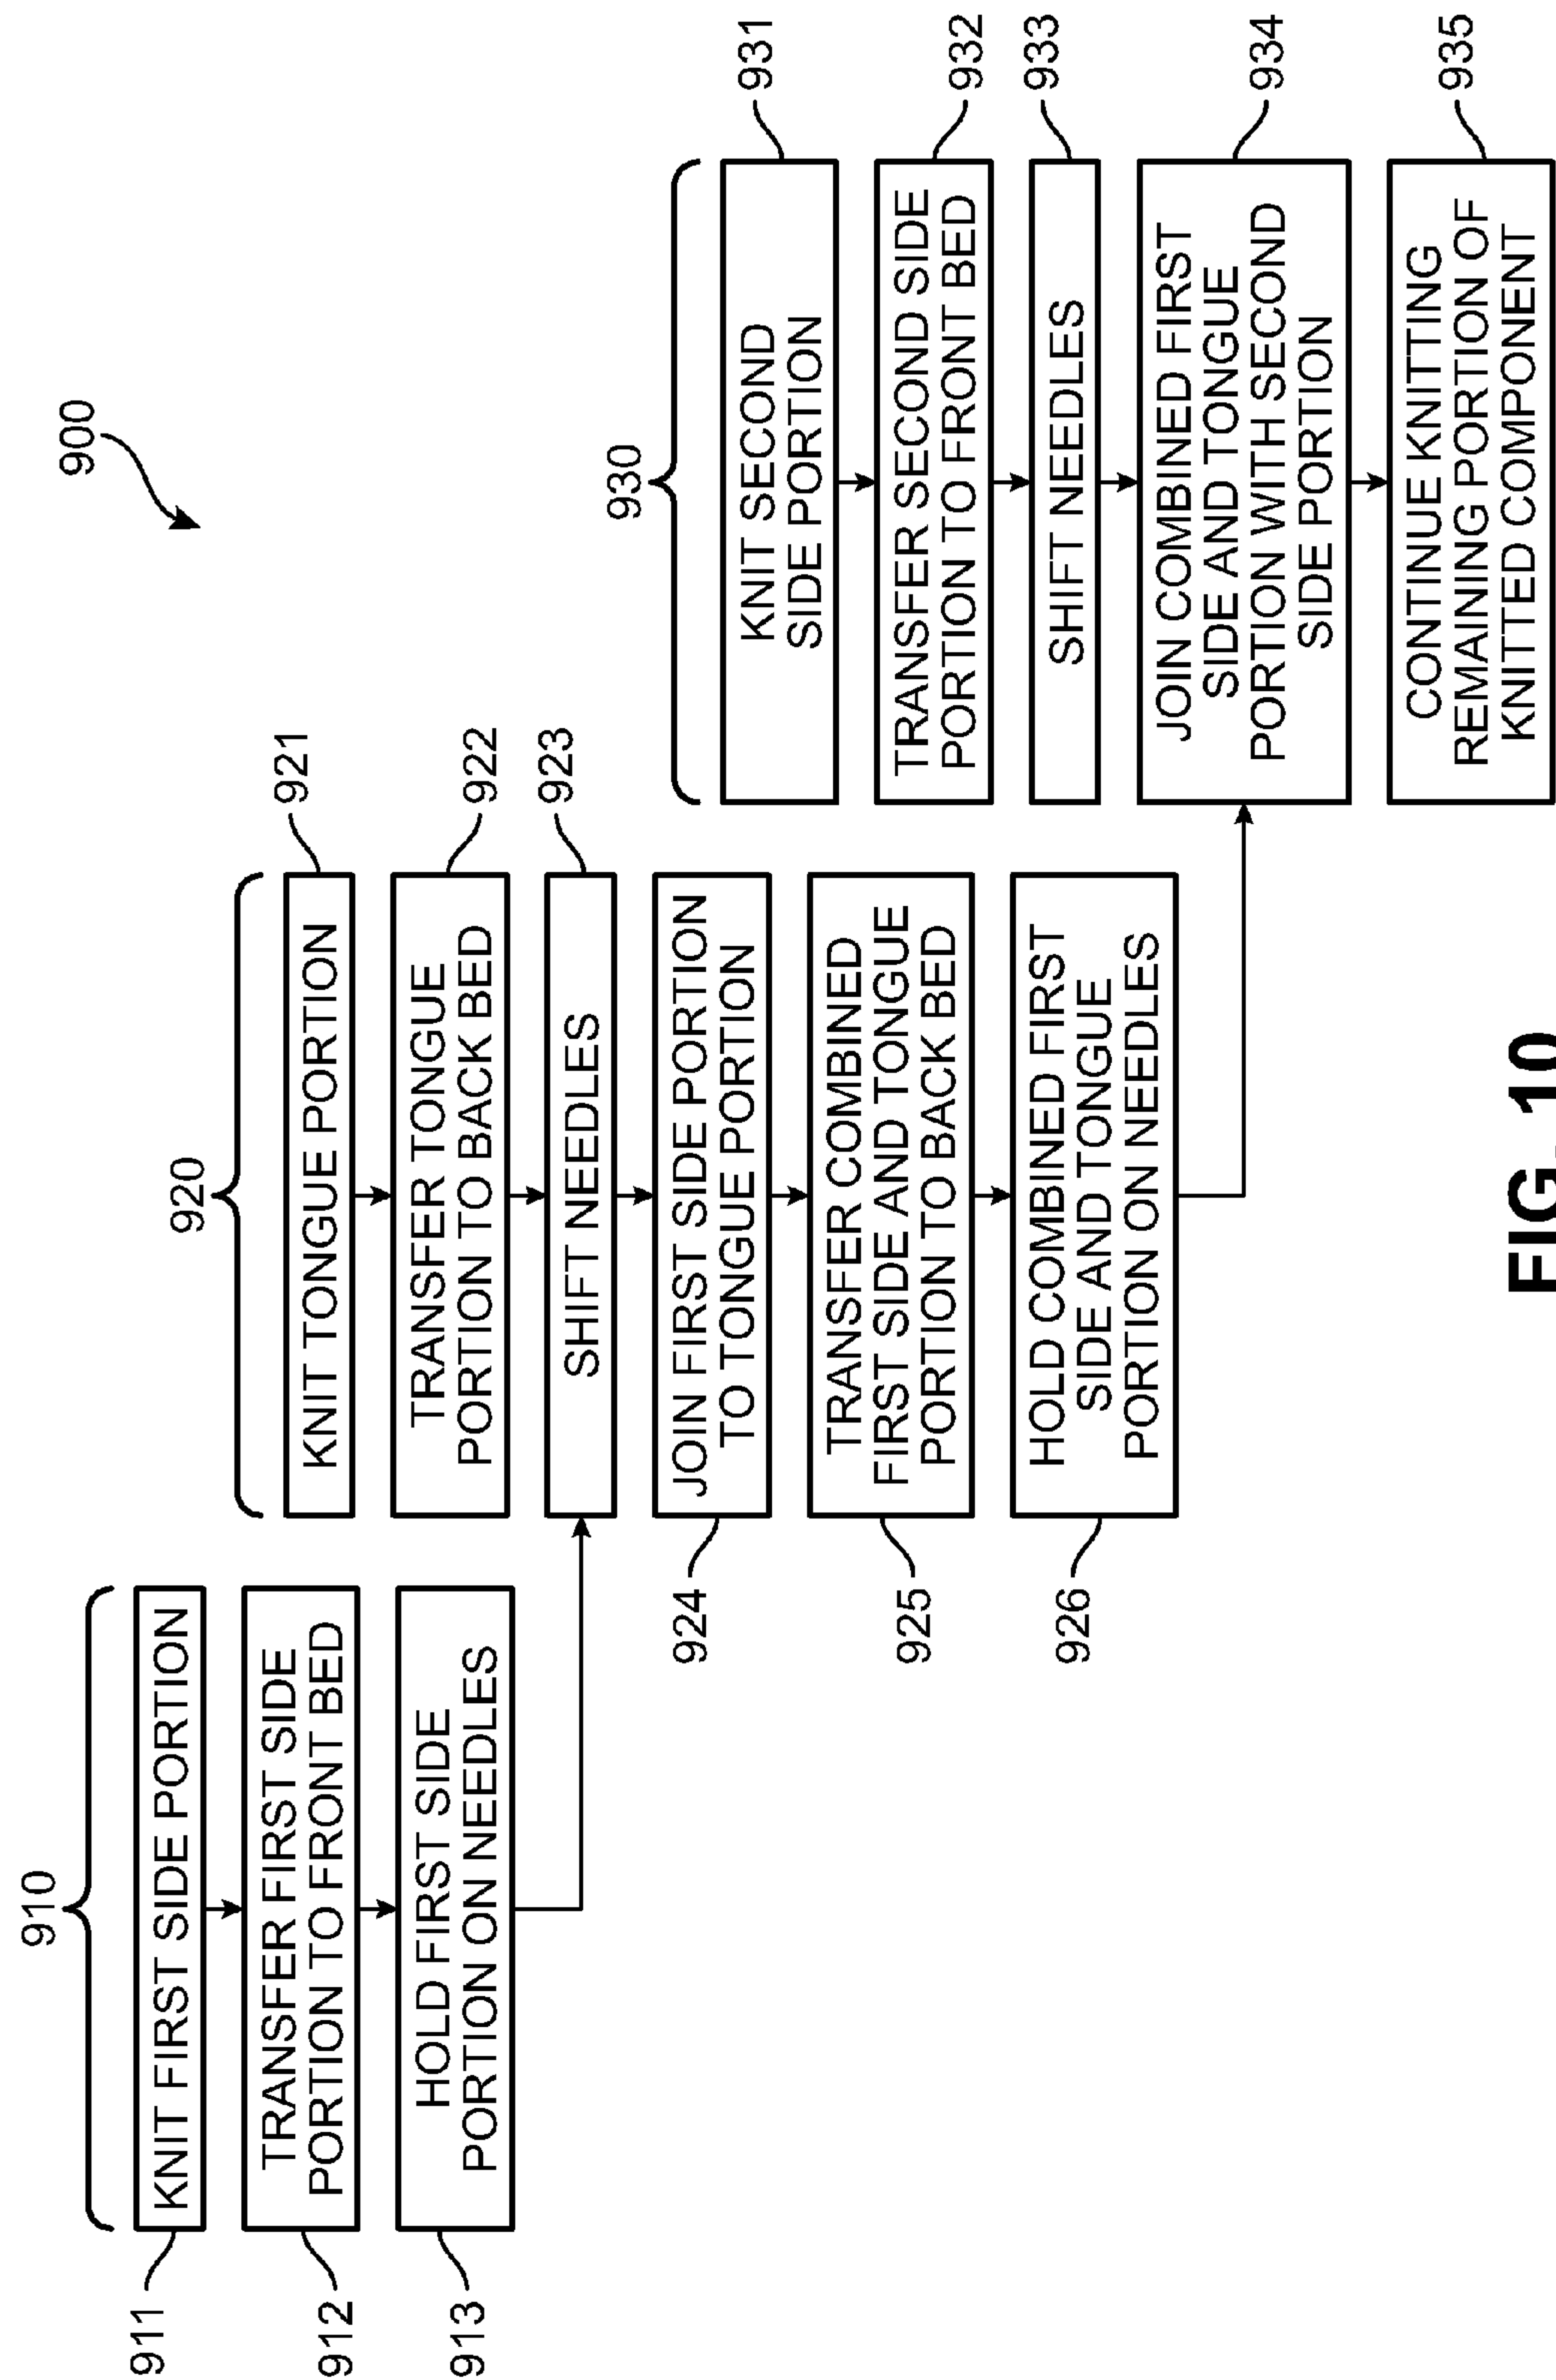 900
910
911
KNIT FIRST SIDE PORTION
912
TRANSFER FIRST SIDE
PORTION TO FRONT BED
913
HOLD FIRST SIDE
PORTION ON NEEDLES
920
921
KNIT TONGUE PORTION
922
TRANSFER TONGUE
PORTION TO BACK BED
923
SHIFT NEEDLES
924
JOIN FIRST SIDE PORTION
TO TONGUE PORTION
925
TRANSFER COMBINED
FIRST SIDE AND TONGUE
PORTION TO BACK BED
926
HOLD COMBINED FIRST
SIDE AND TONGUE
PORTION ON NEEDLES
930
931
KNIT SECOND
SIDE PORTION
932
TRANSFER SECOND SIDE
PORTION TO FRONT BED
933
SHIFT NEEDLES
934
JOIN COMBINED FIRST
SIDE AND TONGUE
PORTION WITH SECOND
SIDE PORTION
935
CONTINUE KNITTING
REMAINING PORTION OF
KNITTED COMPONENT
FIG. 10